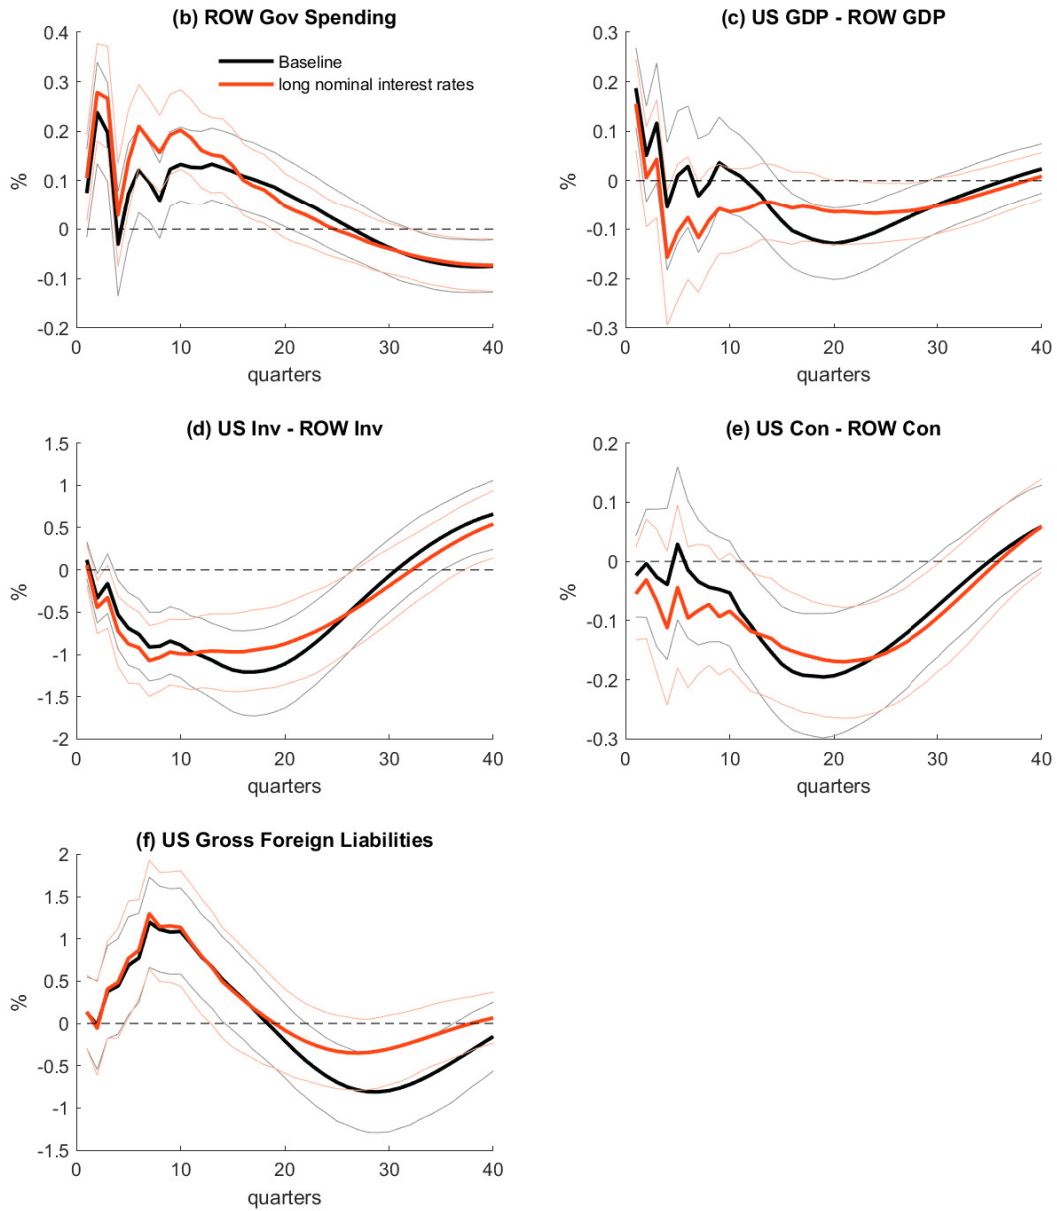 (b) ROW Gov Spending
0.4
0.3
0.2
0.1
0
-0.1
-0.2
%
0 10 20 30 40
quarters
Baseline
long nominal interest rates
(c) US GDP - ROW GDP
0.3
0.2
0.1
0
-0.1
-0.2
-0.3
%
0 10 20 30 40
quarters
(d) US Inv - ROW Inv
1.5
1
0.5
0
-0.5
-1
-1.5
-2
%
0 10 20 30 40
quarters
(e) US Con - ROW Con
0.2
0.1
0
-0.1
-0.2
-0.3
%
0 10 20 30 40
quarters
(f) US Gross Foreign Liabilities
2
1.5
1
0.5
0
-0.5
-1
-1.5
%
0 10 20 30 40
quarters